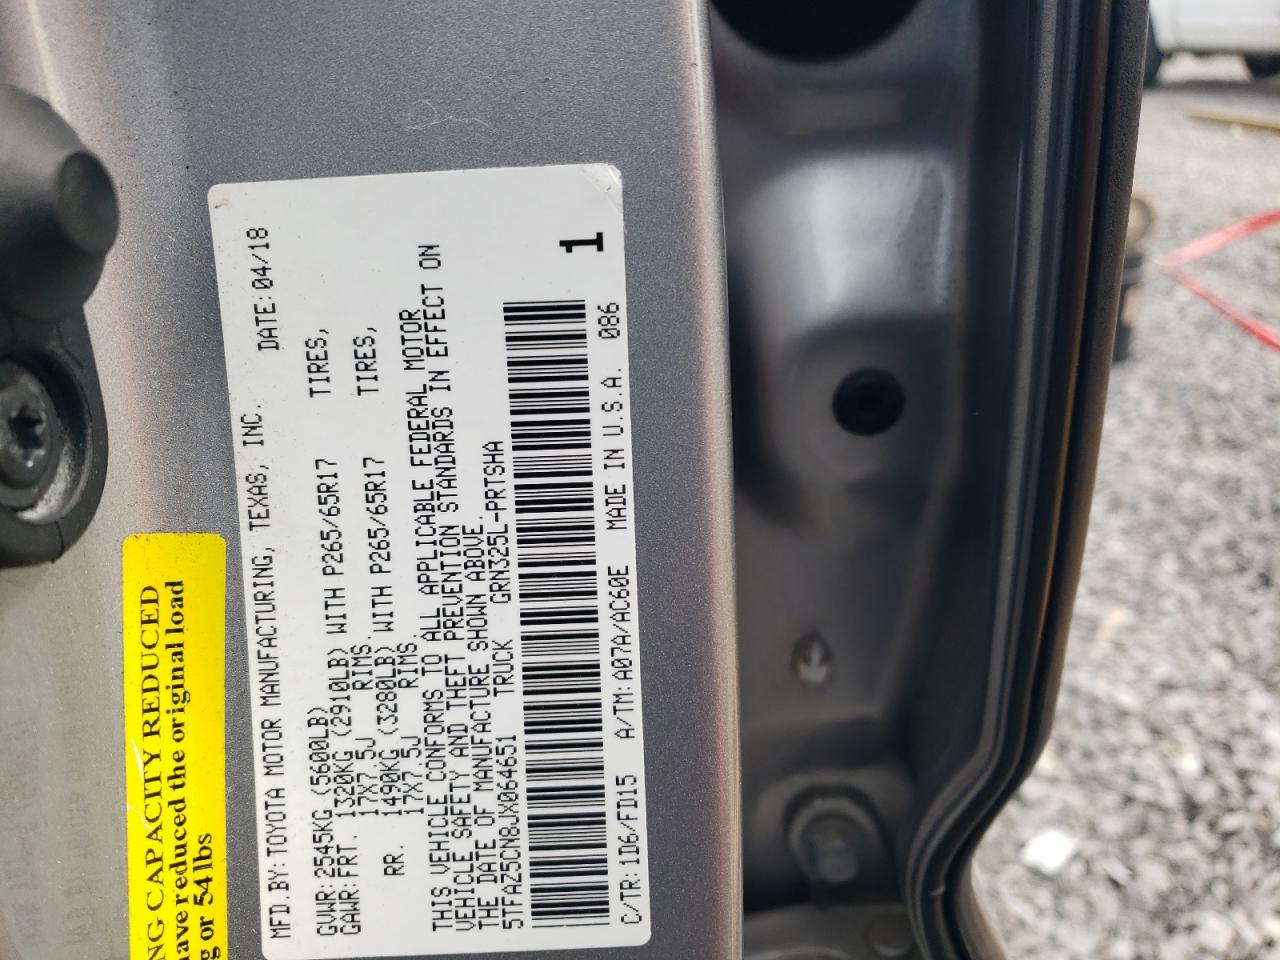 MFD.BY:TOYOTA MOTOR MANUFACTURING, TEXAS, INC. DATE:04/18
GVWR:2545KG (5600LB)
GAWR:FRT. 1320KG (2910LB) WITH P265/65R17 TIRES,
17X7.5J RIMS.
RR. 1490KG (3280LB) WITH P265/65R17 TIRES,
17X7.5J RIMS.
THIS VEHICLE CONFORMS TO ALL APPLICABLE FEDERAL MOTOR
VEHICLE SAFETY AND THEFT PREVENTION STANDARDS IN EFFECT ON
THE DATE OF MANUFACTURE SHOWN ABOVE.
5TFAZ5CN8JX064651 TRUCK GRN325L-PRTSHA
1
C/TR:1D6/FD15 A/TM:A07A/AC60E MADE IN U.S.A. 086
NG CAPACITY REDUCED
have reduced the original load
g or 54 lbs